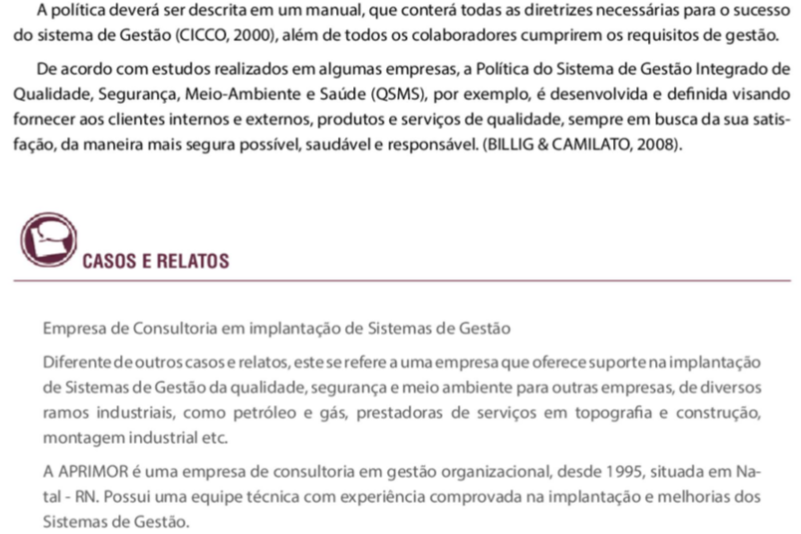 A política deverá ser descrita em um manual, que conterá todas as diretrizes necessárias para o sucesso
do sistema de Gestão (CICCO, 2000), além de todos os colaboradores cumprirem os requisitos de gestão.
De acordo com estudos realizados em algumas empresas, a Política do Sistema de Gestão Integrado de
Qualidade, Segurança, Meio-Ambiente e Saúde (QSMS), por exemplo, é desenvolvida e definida visando
fornecer aos clientes internos e externos, produtos e serviços de qualidade, sempre em busca da sua satis-
fação, da maneira mais segura possível, saudável e responsável. (BILLIG & CAMILATO, 2008).
CASOS E RELATOS
Empresa de Consultoria em implantação de Sistemas de Gestão
Diferente de outros casos e relatos, este se refere a uma empresa que oferece suporte na implantação
de Sistemas de Gestão da qualidade, segurança e meio ambiente para outras empresas, de diversos
ramos industriais, como petróleo e gás, prestadoras de serviços em topografia e construção,
montagem industrial etc.
A APRIMOR é uma empresa de consultoria em gestão organizacional, desde 1995, situada em Na-
tal - RN. Possui uma equipe técnica com experiência comprovada na implantação e melhorias dos
Sistemas de Gestão.